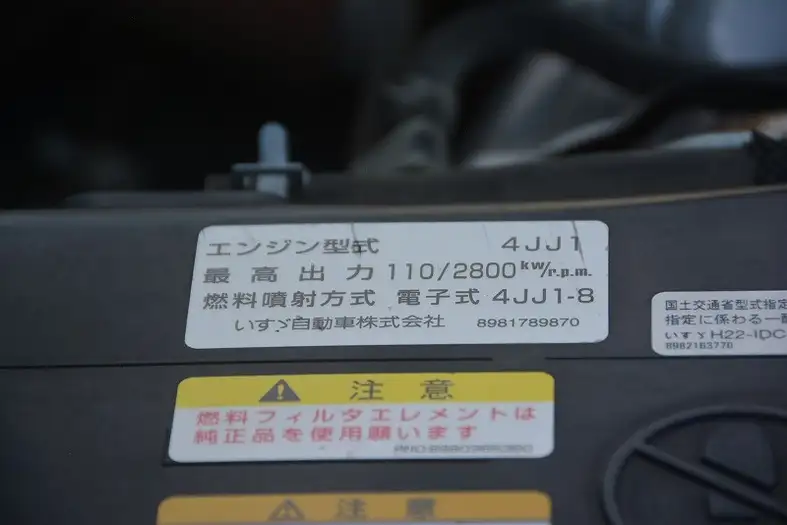 エンジン型式 4JJ1
最高出力 110/2800 kW/r.p.m.
燃料噴射方式 電子式 4JJ1-8
いすゞ自動車株式会社 8981789870
国土交通省型式指定
指定に係わる一酸
いすゞH22-IDC
8982163770
注意
燃料フィルタエレメントは
純正品を使用願います
注意